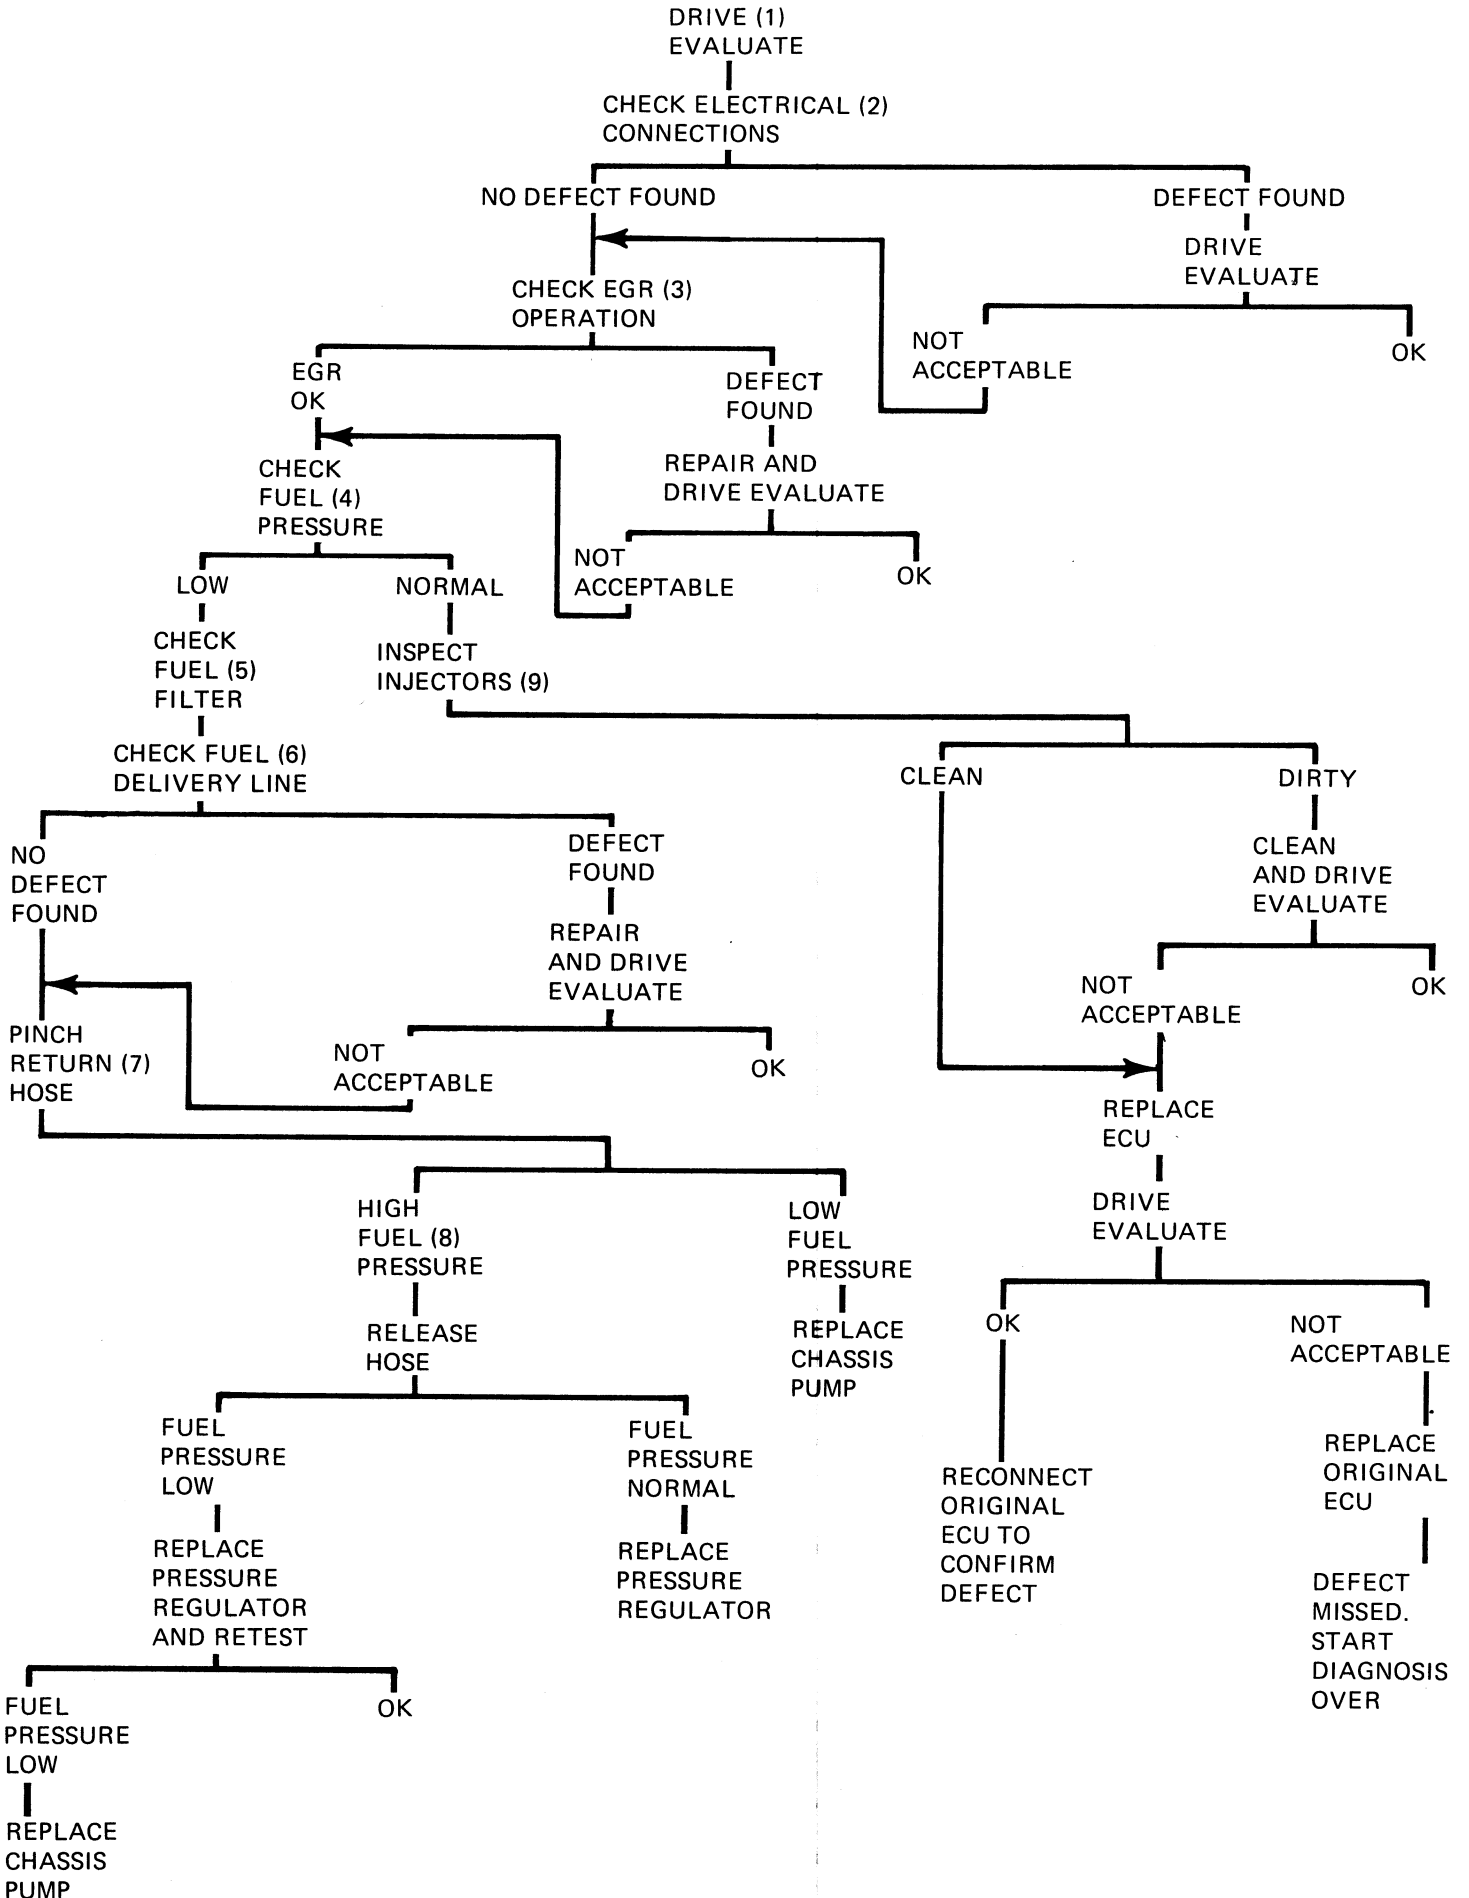 DRIVE (1)
EVALUATE
CHECK ELECTRICAL (2)
CONNECTIONS
NO DEFECT FOUND
DEFECT FOUND
DRIVE
EVALUATE
NOT
ACCEPTABLE
OK
CHECK EGR (3)
OPERATION
EGR
OK
DEFECT
FOUND
REPAIR AND
DRIVE EVALUATE
NOT
ACCEPTABLE
OK
CHECK
FUEL (4)
PRESSURE
LOW
NORMAL
CHECK
FUEL (5)
FILTER
INSPECT
INJECTORS (9)
CHECK FUEL (6)
DELIVERY LINE
CLEAN
DIRTY
CLEAN
AND DRIVE
EVALUATE
NOT
ACCEPTABLE
OK
NO
DEFECT
FOUND
DEFECT
FOUND
REPAIR
AND DRIVE
EVALUATE
NOT
ACCEPTABLE
OK
PINCH
RETURN (7)
HOSE
REPLACE
ECU
DRIVE
EVALUATE
HIGH
FUEL (8)
PRESSURE
LOW
FUEL
PRESSURE
RELEASE
HOSE
REPLACE
CHASSIS
PUMP
OK
NOT
ACCEPTABLE
FUEL
PRESSURE
LOW
FUEL
PRESSURE
NORMAL
RECONNECT
ORIGINAL
ECU TO
CONFIRM
DEFECT
REPLACE
ORIGINAL
ECU
REPLACE
PRESSURE
REGULATOR
AND RETEST
REPLACE
PRESSURE
REGULATOR
DEFECT
MISSED.
START
DIAGNOSIS
OVER
FUEL
PRESSURE
LOW
OK
REPLACE
CHASSIS
PUMP